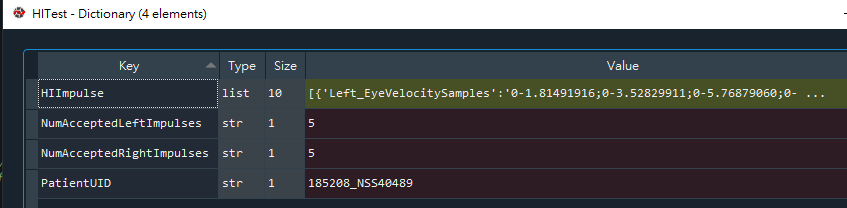 HITest - Dictionary (4 elements)
Key Type Size Value
HIImpulse list 10 [{'Left_EyeVelocitySamples':'0-1.81491916;0-3.52829911;0-5.76879060;0- ...
NumAcceptedLeftImpulses str 1 5
NumAcceptedRightImpulses str 1 5
PatientUID str 1 185208_NSS40489